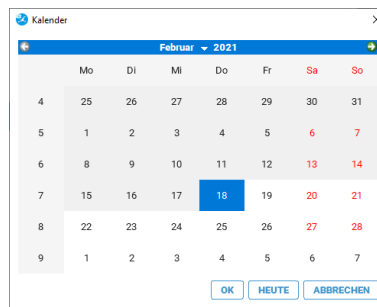 Kalender
Februar 2021
Mo Di Mi Do Fr Sa So
4 25 26 27 28 29 30 31
5 1 2 3 4 5 6 7
6 8 9 10 11 12 13 14
7 15 16 17 18 19 20 21
8 22 23 24 25 26 27 28
9 1 2 3 4 5 6 7
OK HEUTE ABBRECHEN